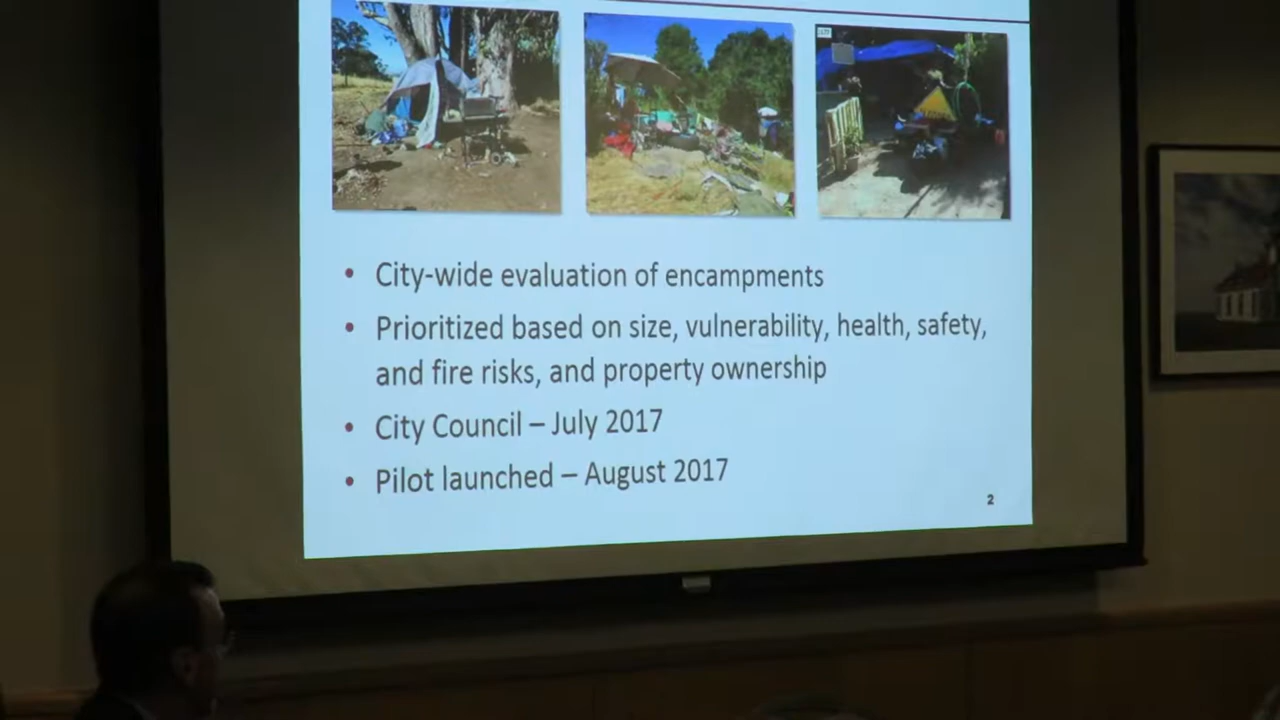 City-wide evaluation of encampments
Prioritized based on size, vulnerability, health, safety,
and fire risks, and property ownership
City Council – July 2017
Pilot launched – August 2017
2